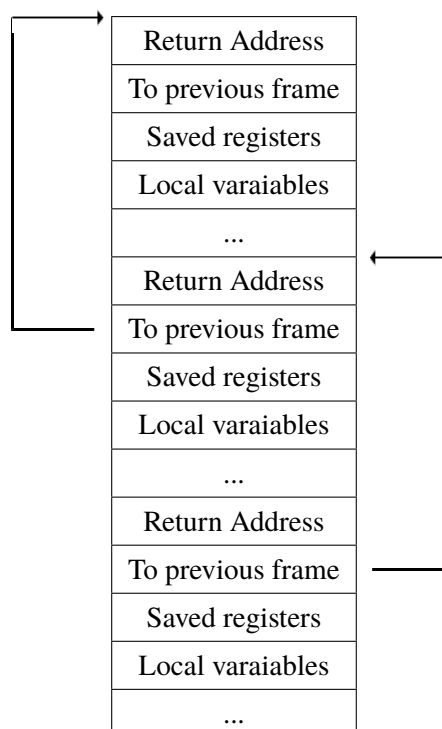 Return Address
To previous frame
Saved registers
Local varaiables
...
Return Address
To previous frame
Saved registers
Local varaiables
...
Return Address
To previous frame
Saved registers
Local varaiables
...